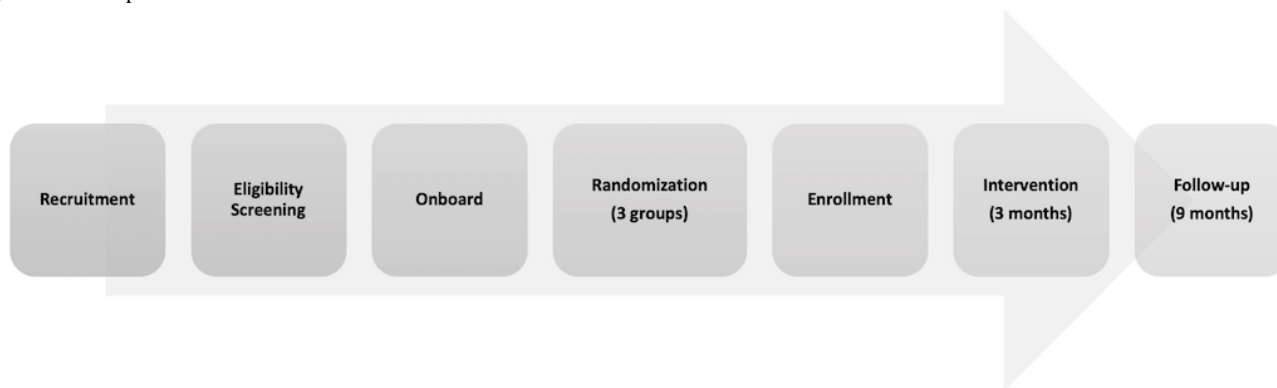 Recruitment
Eligibility
Screening
Onboard
Randomization
(3 groups)
Enrollment
Intervention
(3 months)
Follow-up
(9 months)